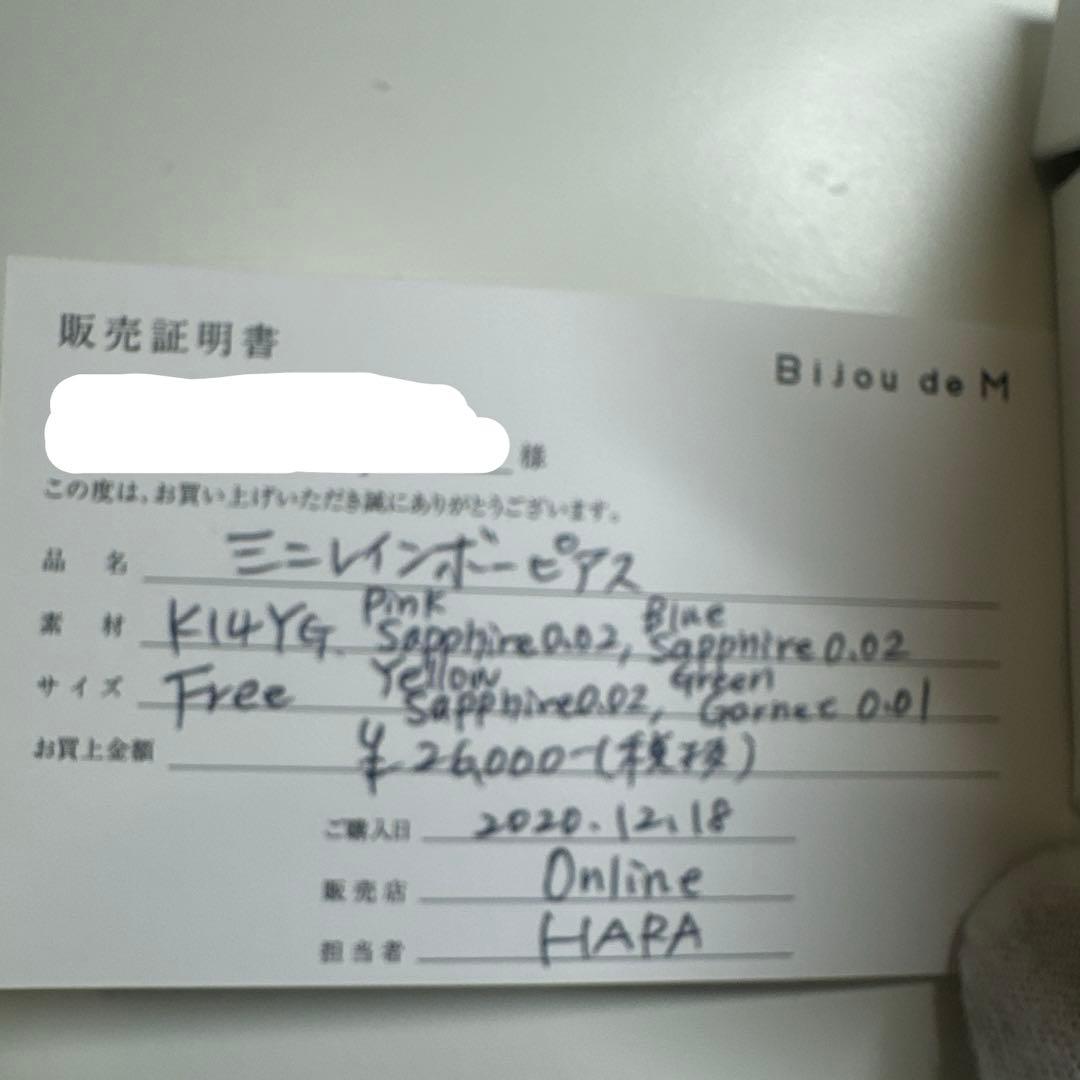 販売証明書
Bijou de M
様
この度は、お買い上げいただき誠にありがとうございます。
品名 ミニレインボーピアス
素材 K14YG Pink Sapphire 0.02, Blue Sapphire 0.02
サイズ Free Yellow Sapphire 0.02, Green Garnet 0.01
お買上金額 ¥26,000-(税抜)
ご購入日 2020.12.18
販売店 Online
担当者 HARA